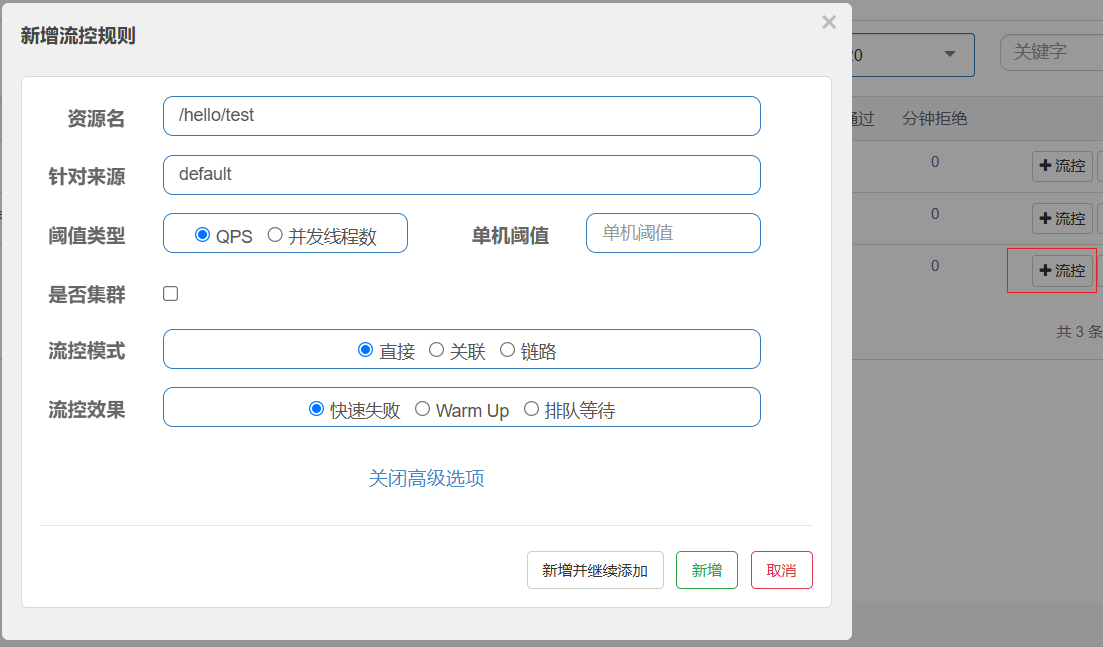 新增流控规则
×
20
关键字
资源名
/hello/test
通过
分钟拒绝
针对来源
default
0
+ 流控
阈值类型
QPS
并发线程数
单机阈值
单机阈值
0
+ 流控
是否集群
0
+ 流控
流控模式
直接
关联
链路
共 3 条
流控效果
快速失败
Warm Up
排队等待
关闭高级选项
新增并继续添加
新增
取消